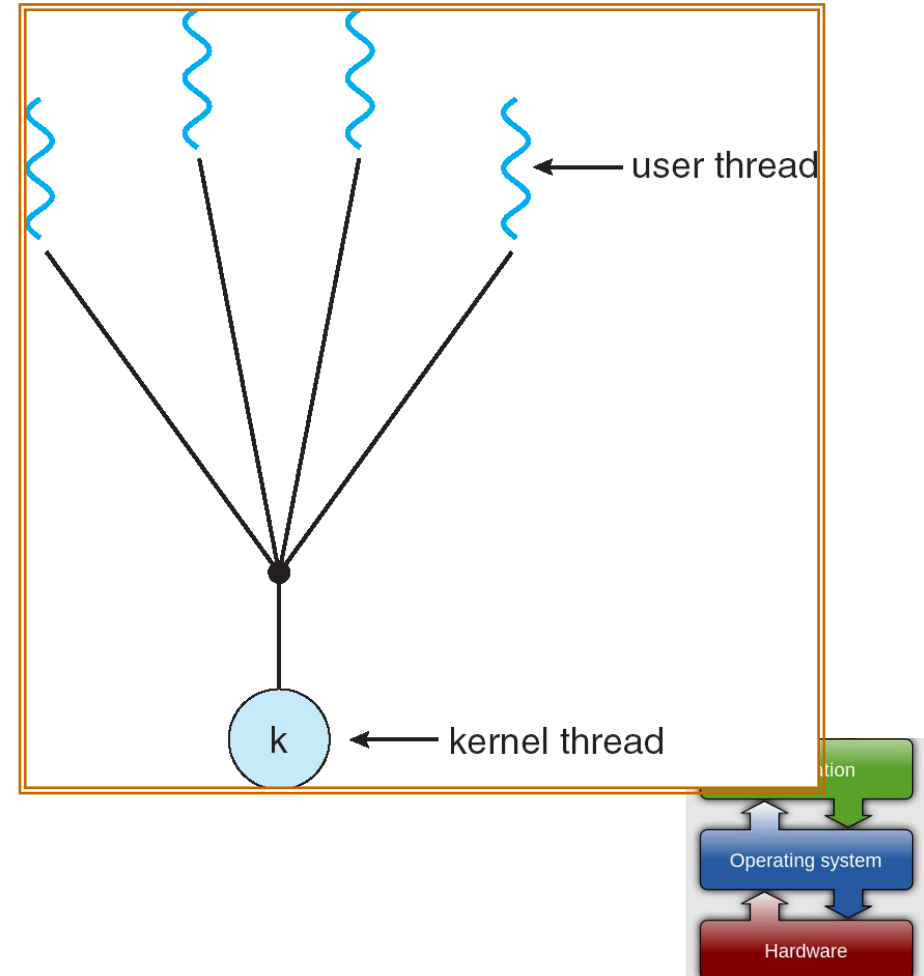 user thread
k
kernel thread
Operating system
Hardware